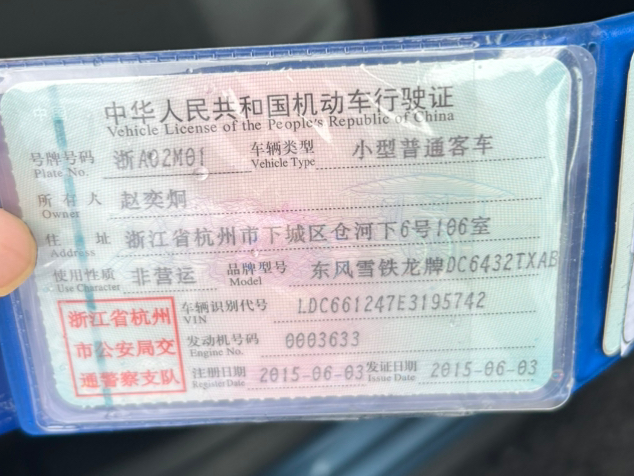 中华人民共和国机动车行驶证
Vehicle License of the People's Republic of China
号牌号码 Plate No. 浙A02M01 车辆类型 Vehicle Type 小型普通客车
所有人 Owner 赵奕炯
住址 Address 浙江省杭州市下城区仓河下6号106室
使用性质 Use Character 非营运 品牌型号 Model 东风雪铁龙牌DC6432TXAB
浙江省杭州市公安局交通警察支队
车辆识别代号 VIN LDC661247E3195742
发动机号码 Engine No. 0003633
注册日期 Register Date 2015-06-03 发证日期 Issue Date 2015-06-03